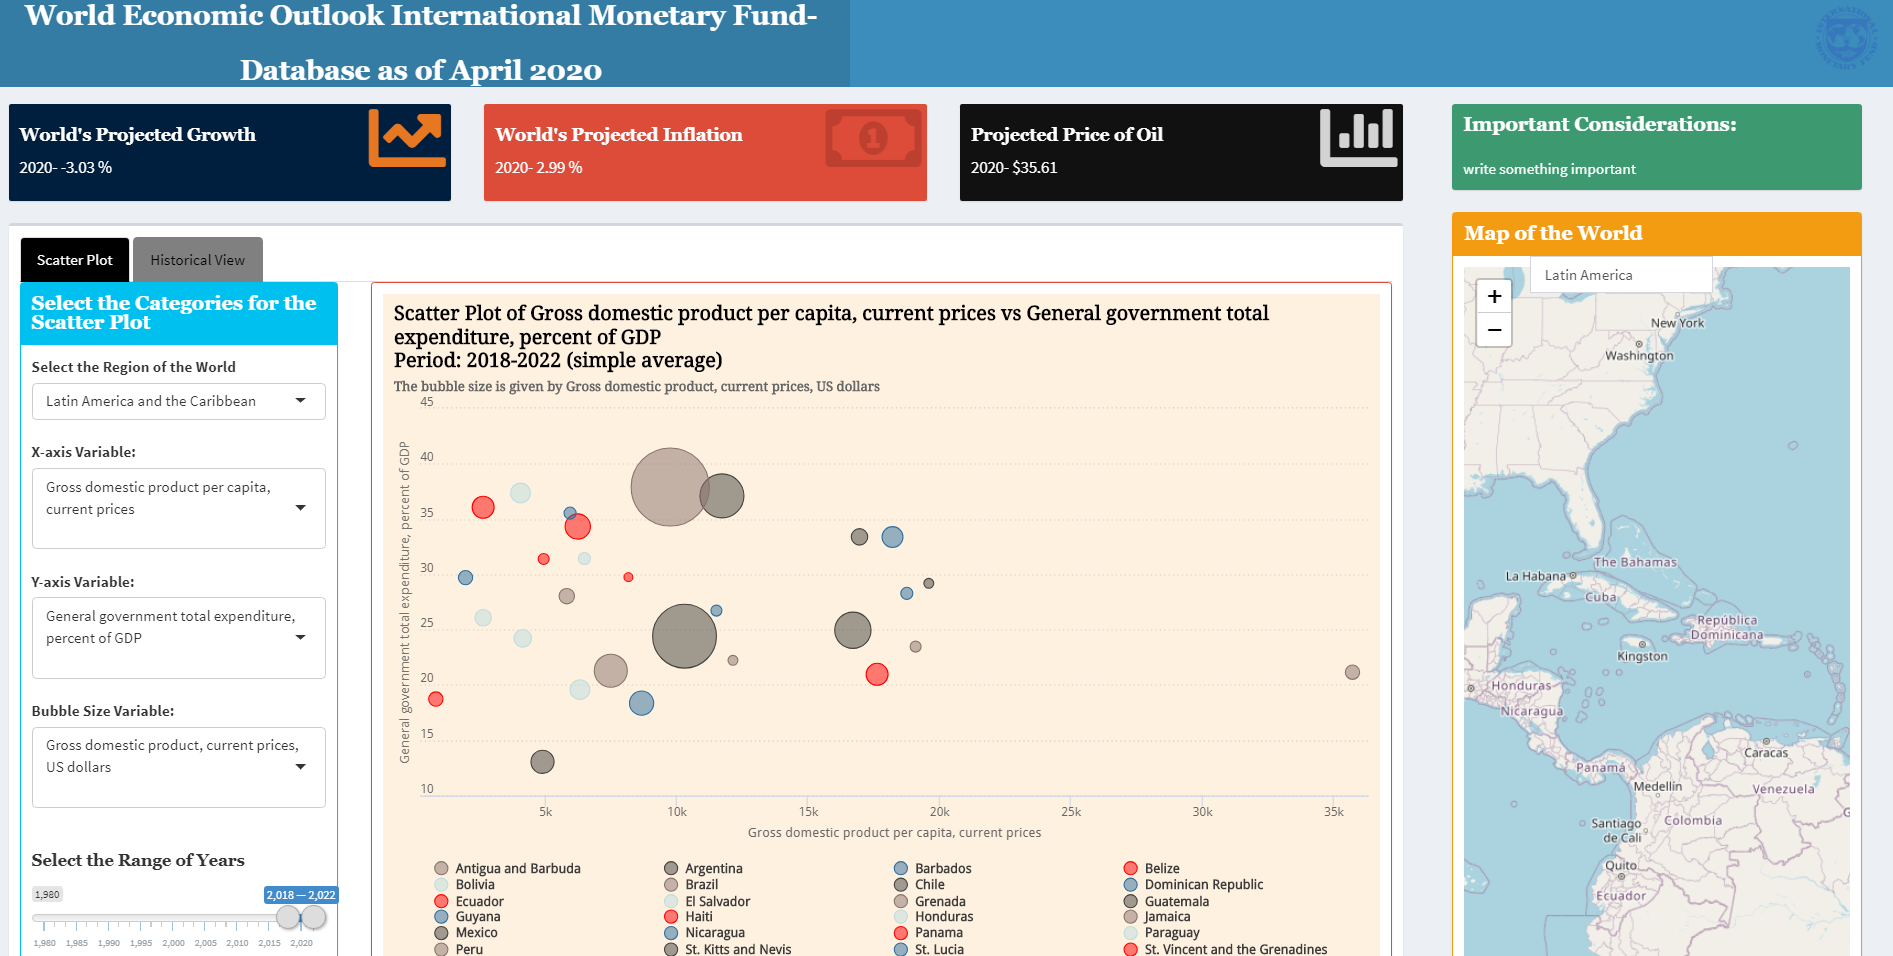 World Economic Outlook International Monetary Fund-
Database as of April 2020
World's Projected Growth
2020- -3.03 %
World's Projected Inflation
2020- 2.99 %
1
Projected Price of Oil
2020- $35.61
Important Considerations:
write something important
Scatter Plot
Historical View
Select the Categories for the
Scatter Plot
Select the Region of the World
Latin America and the Caribbean
X-axis Variable:
Gross domestic product per capita,
current prices
Y-axis Variable:
General government total expenditure,
percent of GDP
Bubble Size Variable:
Gross domestic product, current prices,
US dollars
Select the Range of Years
1,980
2,018 — 2,022
1,980 1,985 1,990 1,995 2,000 2,005 2,010 2,015 2,020
Scatter Plot of Gross domestic product per capita, current prices vs General government total
expenditure, percent of GDP
Period: 2018-2022 (simple average)
The bubble size is given by Gross domestic product, current prices, US dollars
General government total expenditure, percent of GDP
45
40
35
30
25
20
15
10
5k 10k 15k 20k 25k 30k 35k
Gross domestic product per capita, current prices
Antigua and Barbuda Argentina Barbados Belize
Bolivia Brazil Chile Dominican Republic
Ecuador El Salvador Grenada Guatemala
Guyana Haiti Honduras Jamaica
Mexico Nicaragua Panama Paraguay
Peru St. Kitts and Nevis St. Lucia St. Vincent and the Grenadines
Map of the World
Latin America
+
−
New York
Washington
The Bahamas
La Habana
Cuba
República
Dominicana
Kingston
Honduras
Nicaragua
Caracas
Panamá
Medellín
Venezuela
Santiago
de Cali
Colombia
Quito
Ecuador